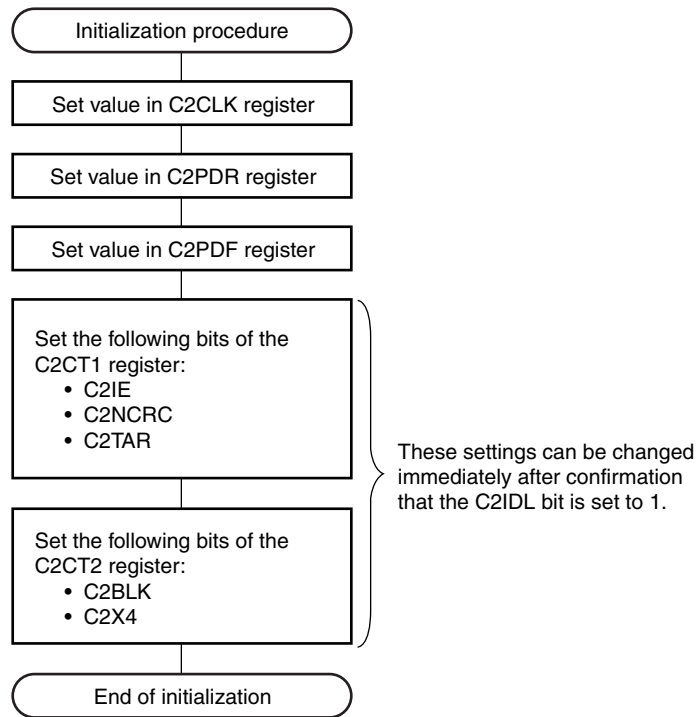 Initialization procedure
Set value in C2CLK register
Set value in C2PDR register
Set value in C2PDF register
Set the following bits of the
C2CT1 register:
• C2IE
• C2NCRC
• C2TAR
These settings can be changed
immediately after confirmation
that the C2IDL bit is set to 1.
Set the following bits of the
C2CT2 register:
• C2BLK
• C2X4
End of initialization